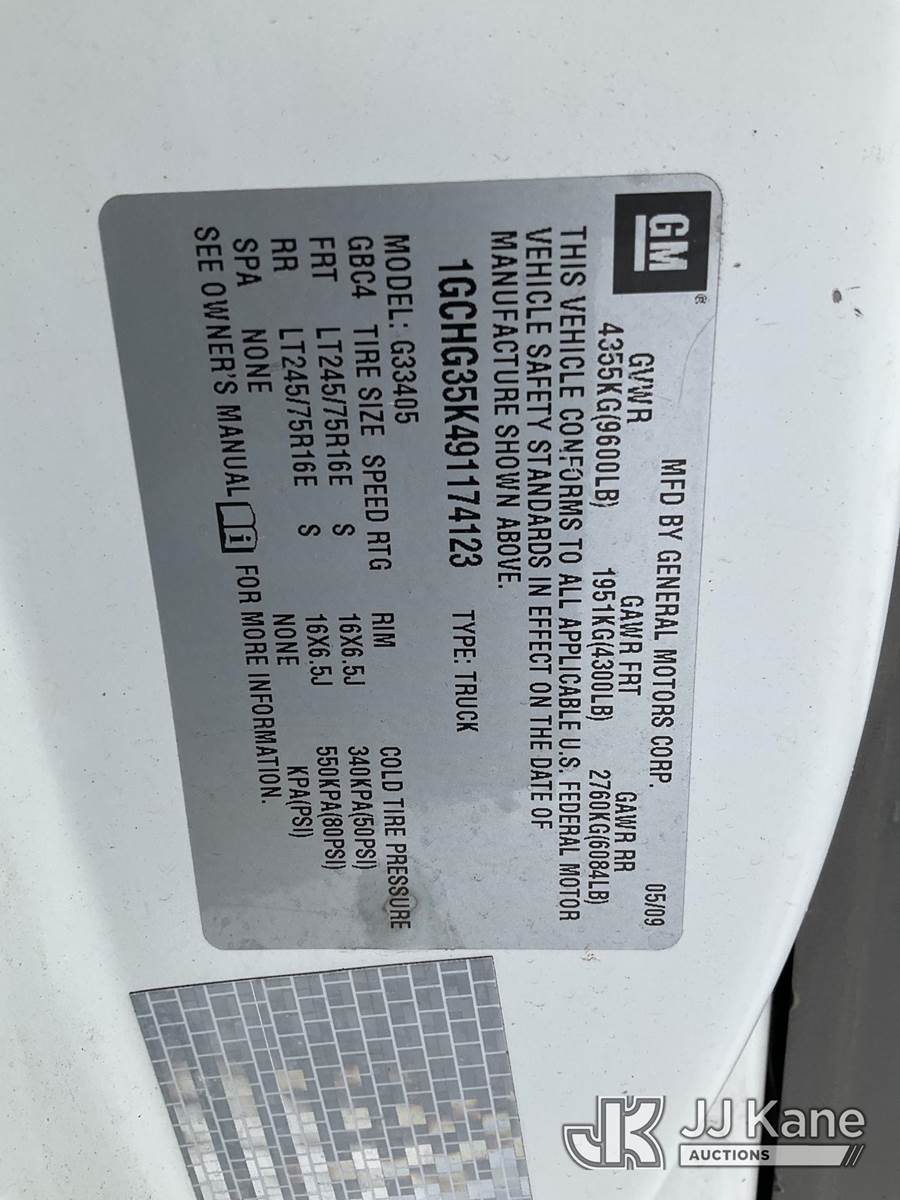 GM
®
MFD BY GENERAL MOTORS CORP. 05/09
GVWR GAWR FRT GAWR RR
4355KG(9600LB) 1951KG(4300LB) 2760KG(6084LB)
THIS VEHICLE CONFORMS TO ALL APPLICABLE U.S. FEDERAL MOTOR
VEHICLE SAFETY STANDARDS IN EFFECT ON THE DATE OF
MANUFACTURE SHOWN ABOVE.
1GCHG35K491174123 TYPE: TRUCK
MODEL: G33405
GBC4 TIRE SIZE SPEED RTG RIM COLD TIRE PRESSURE
FRT LT245/75R16E S 16X6.5J 340KPA(50PSI)
RR LT245/75R16E S 16X6.5J 550KPA(80PSI)
SPA NONE NONE KPA(PSI)
SEE OWNER'S MANUAL i FOR MORE INFORMATION.
JK JJ Kane
AUCTIONS